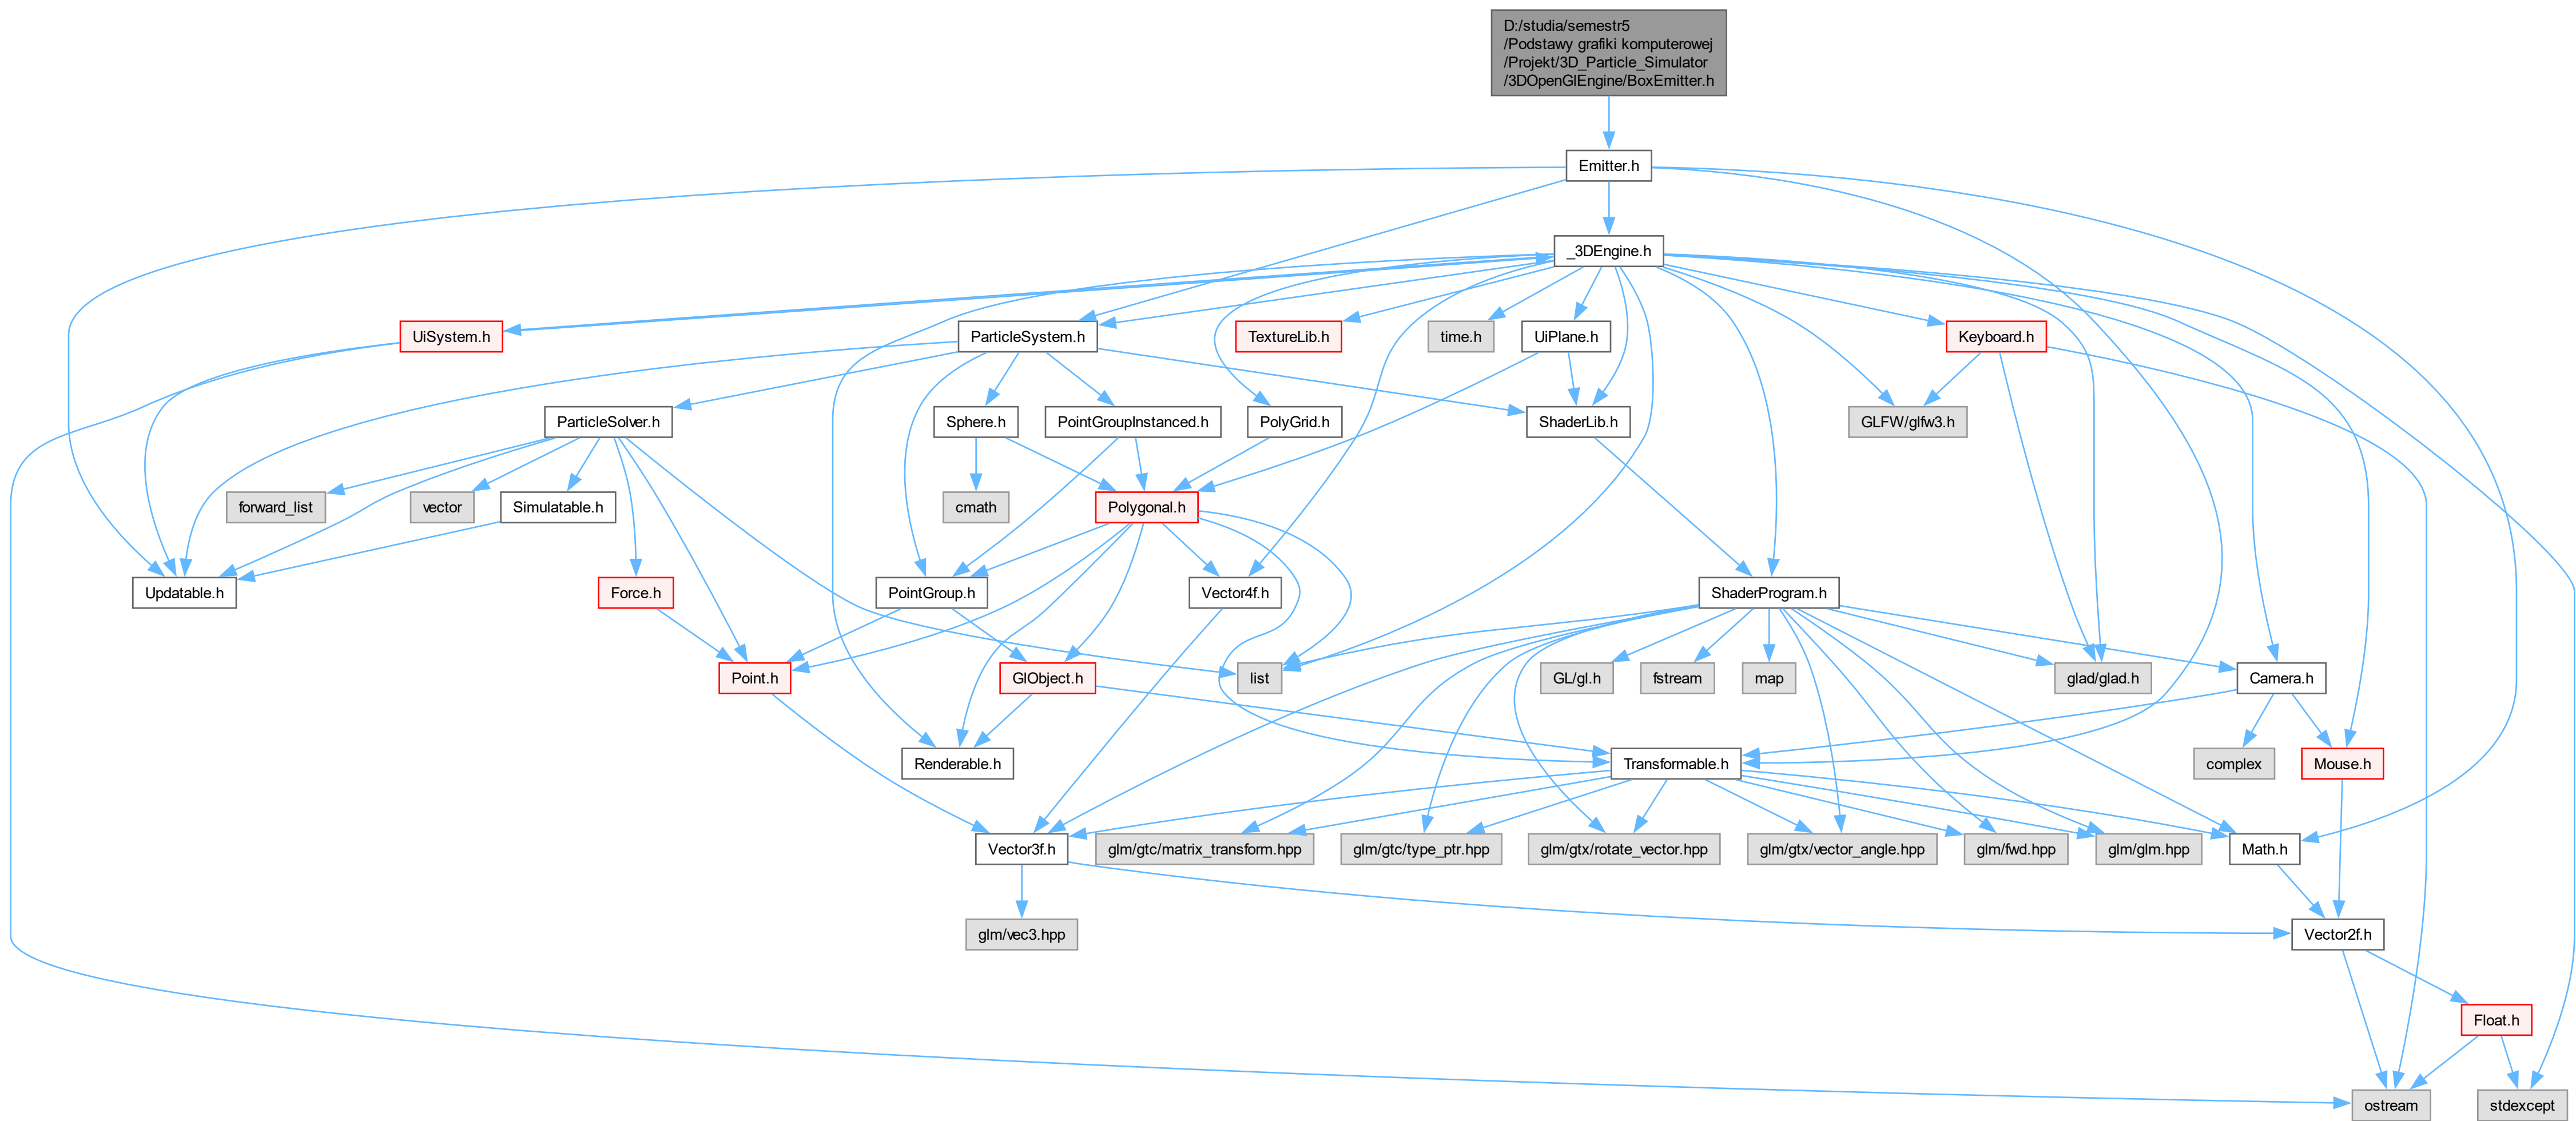 D:/studia/semestr5
/Podstawy grafiki komputerowej
/Projekt/3D_Particle_Simulator
/3DOpenGlEngine/BoxEmitter.h
Emitter.h
_3DEngine.h
UiSystem.h
ParticleSystem.h
TextureLib.h
time.h
UiPlane.h
Keyboard.h
ParticleSolver.h
Sphere.h
PointGroupInstanced.h
PolyGrid.h
ShaderLib.h
GLFW/glfw3.h
forward_list
vector
Simulatable.h
cmath
Polygonal.h
Updatable.h
Force.h
PointGroup.h
Vector4f.h
ShaderProgram.h
Point.h
GlObject.h
list
GL/gl.h
fstream
map
glad/glad.h
Camera.h
Renderable.h
Transformable.h
complex
Mouse.h
Vector3f.h
glm/gtc/matrix_transform.hpp
glm/gtc/type_ptr.hpp
glm/gtx/rotate_vector.hpp
glm/gtx/vector_angle.hpp
glm/fwd.hpp
glm/glm.hpp
Math.h
glm/vec3.hpp
Vector2f.h
Float.h
ostream
stdexcept